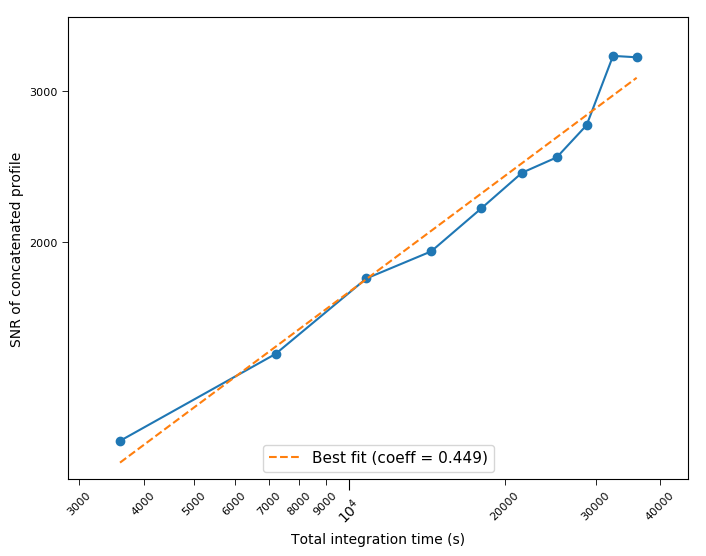 SNR of concatenated profile
3000
2000
Best fit (coeff = 0.449)
3000 4000 5000 6000 7000 8000 9000 10⁴ 20000 30000 40000
Total integration time (s)